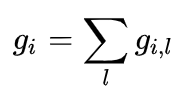 g_i = \sum_l g_{i,l}